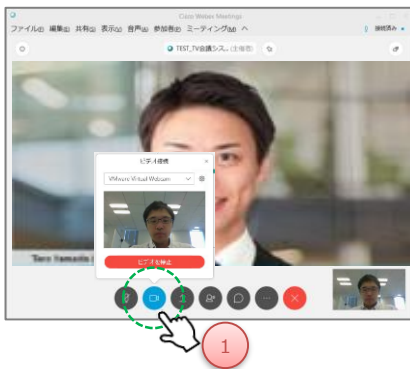 Cisco Webex Meetings
ファイル(F) 編集(E) 共有(S) 表示(V) 音声(A) 参加者(P) ミーティング(M) ヘ
接続済み
TEST_TV会議シス... (主催者)
ビデオ接続
VMware Virtual Webcam
ビデオを停止
1